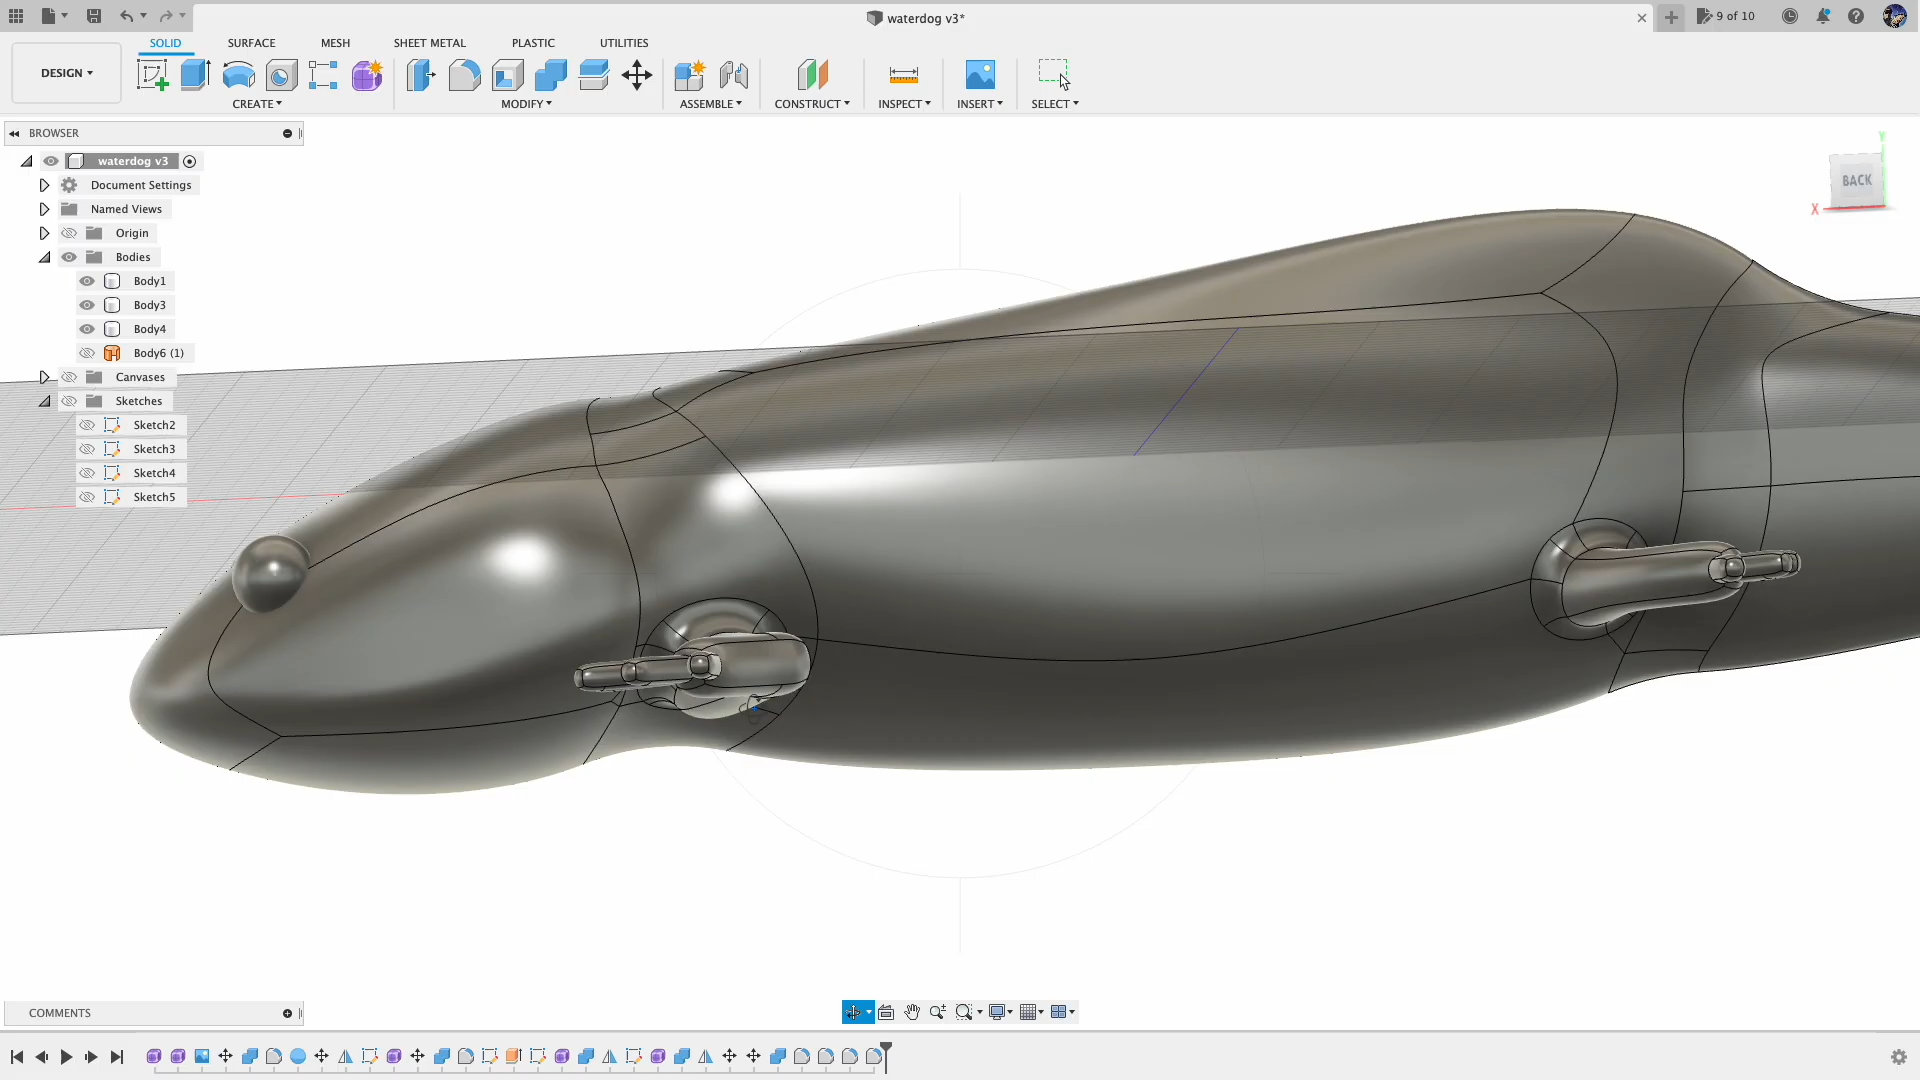 waterdog v3*
9 of 10
SOLID SURFACE MESH SHEET METAL PLASTIC UTILITIES
DESIGN
CREATE MODIFY ASSEMBLE CONSTRUCT INSPECT INSERT SELECT
BROWSER
waterdog v3
Document Settings
Named Views
Origin
Bodies
Body1
Body3
Body4
Body6 (1)
Canvases
Sketches
Sketch2
Sketch3
Sketch4
Sketch5
Y
BACK
X
COMMENTS